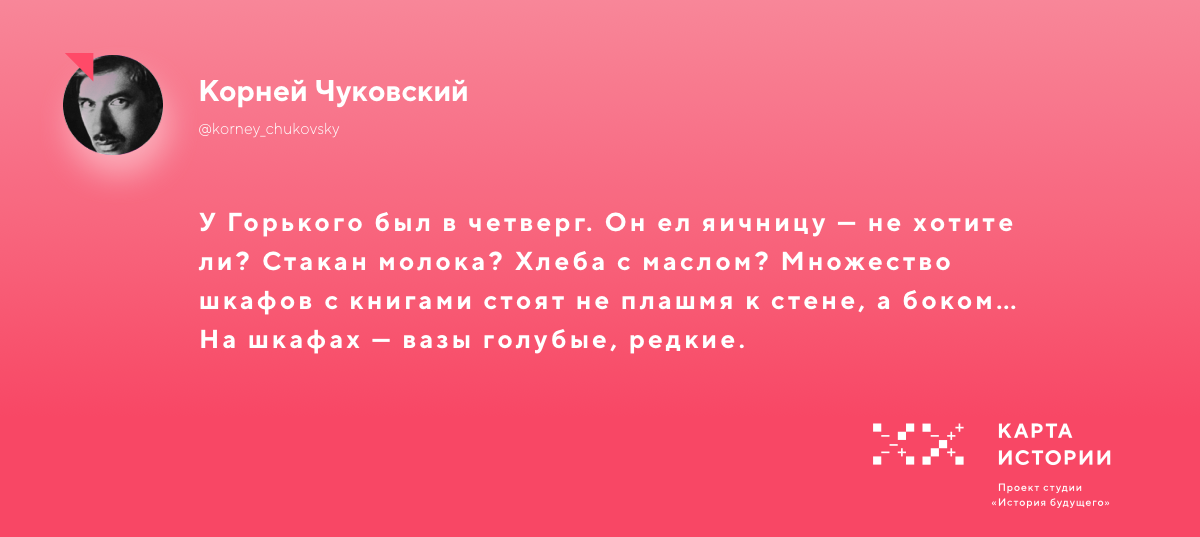 Корней Чуковский
@korney_chukovsky
У Горького был в четверг. Он ел яичницу — не хотите
ли? Стакан молока? Хлеба с маслом? Множество
шкафов с книгами стоят не плашмя к стене, а боком...
На шкафах — вазы голубые, редкие.
КАРТА
ИСТОРИИ
Проект студии
«История будущего»